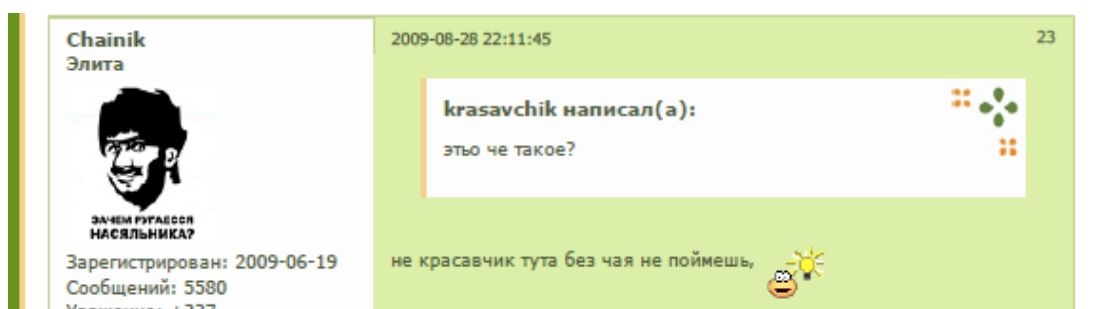 Chainik
Элита
ЗАЧЕМ РУГАЕССЯ
НАСЯЛЬНИКА?
Зарегистрирован: 2009-06-19
Сообщений: 5580
2009-08-28 22:11:45
23
krasavchik написал(а):
этьо че такое?
не красавчик тута без чая не поймешь,